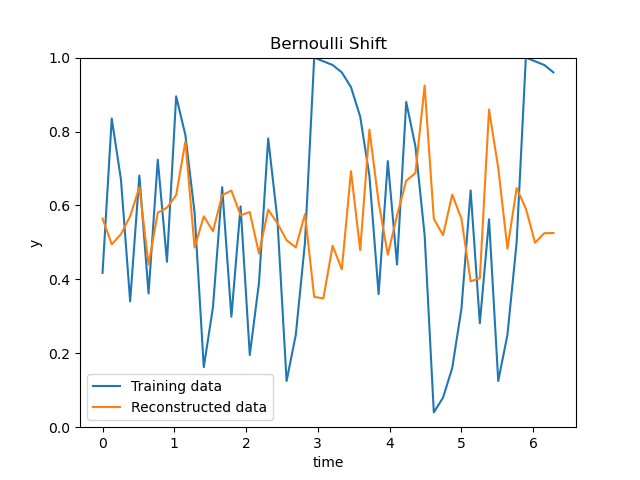 Bernoulli Shift
1.0
0.8
0.6
0.4
0.2
0.0
y
Training data
Reconstructed data
0 1 2 3 4 5 6
time